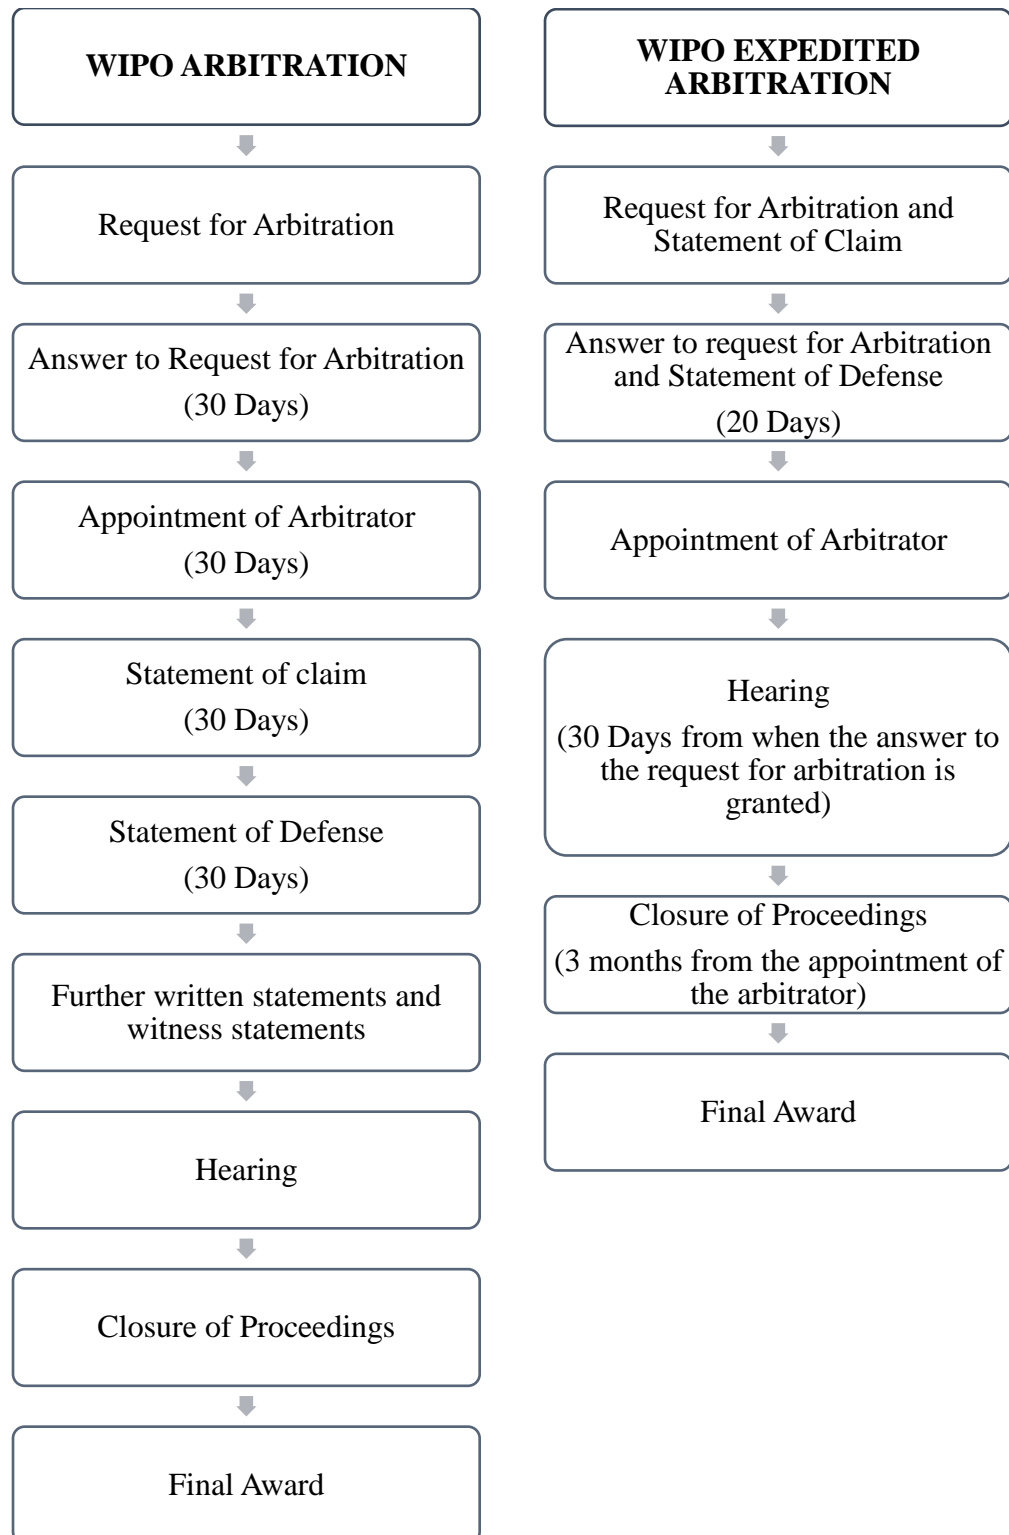 WIPO ARBITRATION
Request for Arbitration
Answer to Request for Arbitration
(30 Days)
Appointment of Arbitrator
(30 Days)
Statement of claim
(30 Days)
Statement of Defense
(30 Days)
Further written statements and
witness statements
Hearing
Closure of Proceedings
Final Award
WIPO EXPEDITED
ARBITRATION
Request for Arbitration and
Statement of Claim
Answer to request for Arbitration
and Statement of Defense
(20 Days)
Appointment of Arbitrator
Hearing
(30 Days from when the answer to
the request for arbitration is
granted)
Closure of Proceedings
(3 months from the appointment of
the arbitrator)
Final Award